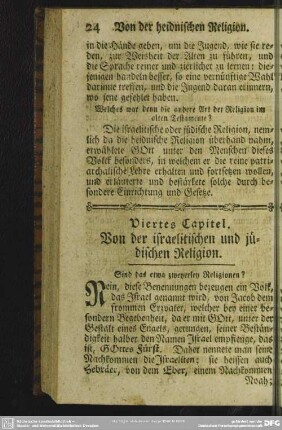 24 Von der heidnischen Religion.
in die Hände geben, um die Jugend, wie sie re-
den, zur Weisheit der Alten zu führen, und
die Sprache reiner und zierlicher zu lernen: die-
jenigen handeln besser, so eine vernünftige Wahl
darunter treffen, und die Jugend daran erinnern,
wo jene gefehlet haben.
Welches war denn die andere Art der Religion im
alten Testamente?
Die israelitische oder jüdische Religion, nem-
lich da die heidnische Religion überhand nahm,
erwählete GOtt unter den Menschen dieses
Volk besonders, in welchem er die reine patri-
archalische Lehre erhalten und fortsetzen wollen,
und erläuterte und bestärkete solche durch be-
sondere Einrichtung und Gesetze.
Viertes Capitel.
Von der israelitischen und jü-
dischen Religion.
Sind das etwa zweyerley Religionen?
Nein, diese Benennungen bezeugen ein Volk,
das Israel genannt wird, von Jacob dem
frommen Erzvater, welcher bey einer be-
sondern Begebenheit, da er mit GOtt, unter der
Gestalt eines Engels, gerungen, seiner Bestän-
digkeit halber den Namen Israel empfienge, das
ist, GOttes Fürst. Daher nennete man seine
Nachkommen die Israeliten; sie heissen auch
Hebräer, von dem Eber, einem Nachkommen
Noah;
DFG